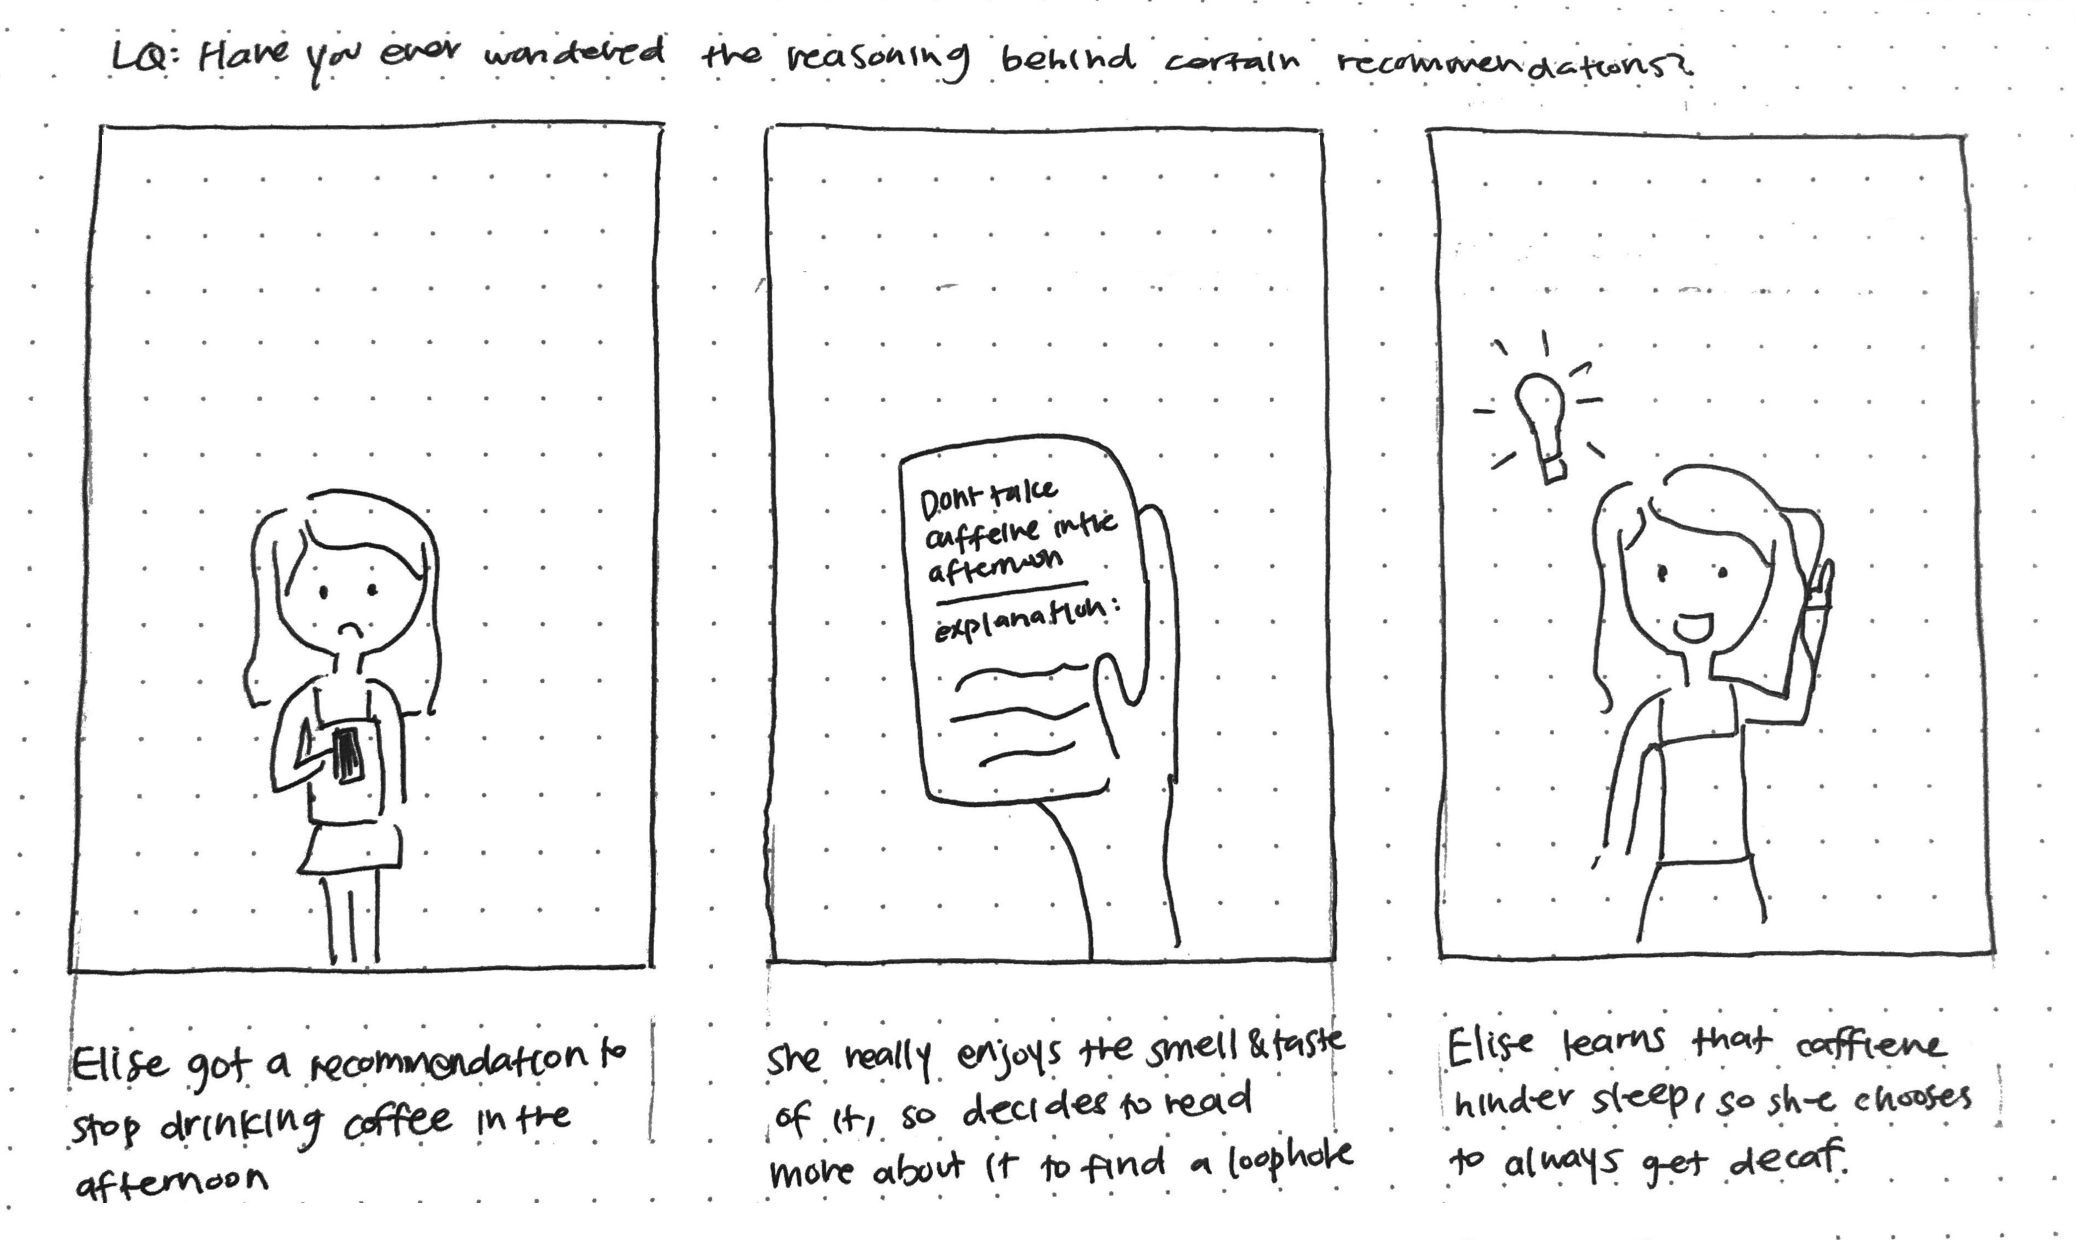 LQ: Have you ever wondered the reasoning behind certain recommendations?
Dont take
caffeine in the
afternoon
explanation:
Elise got a recommendation to
stop drinking coffee in the
afternoon
She really enjoys the smell & taste
of it, so decides to read
more about it to find a loophole
Elise learns that caffiene
hinder sleep, so she chooses
to always get decaf.